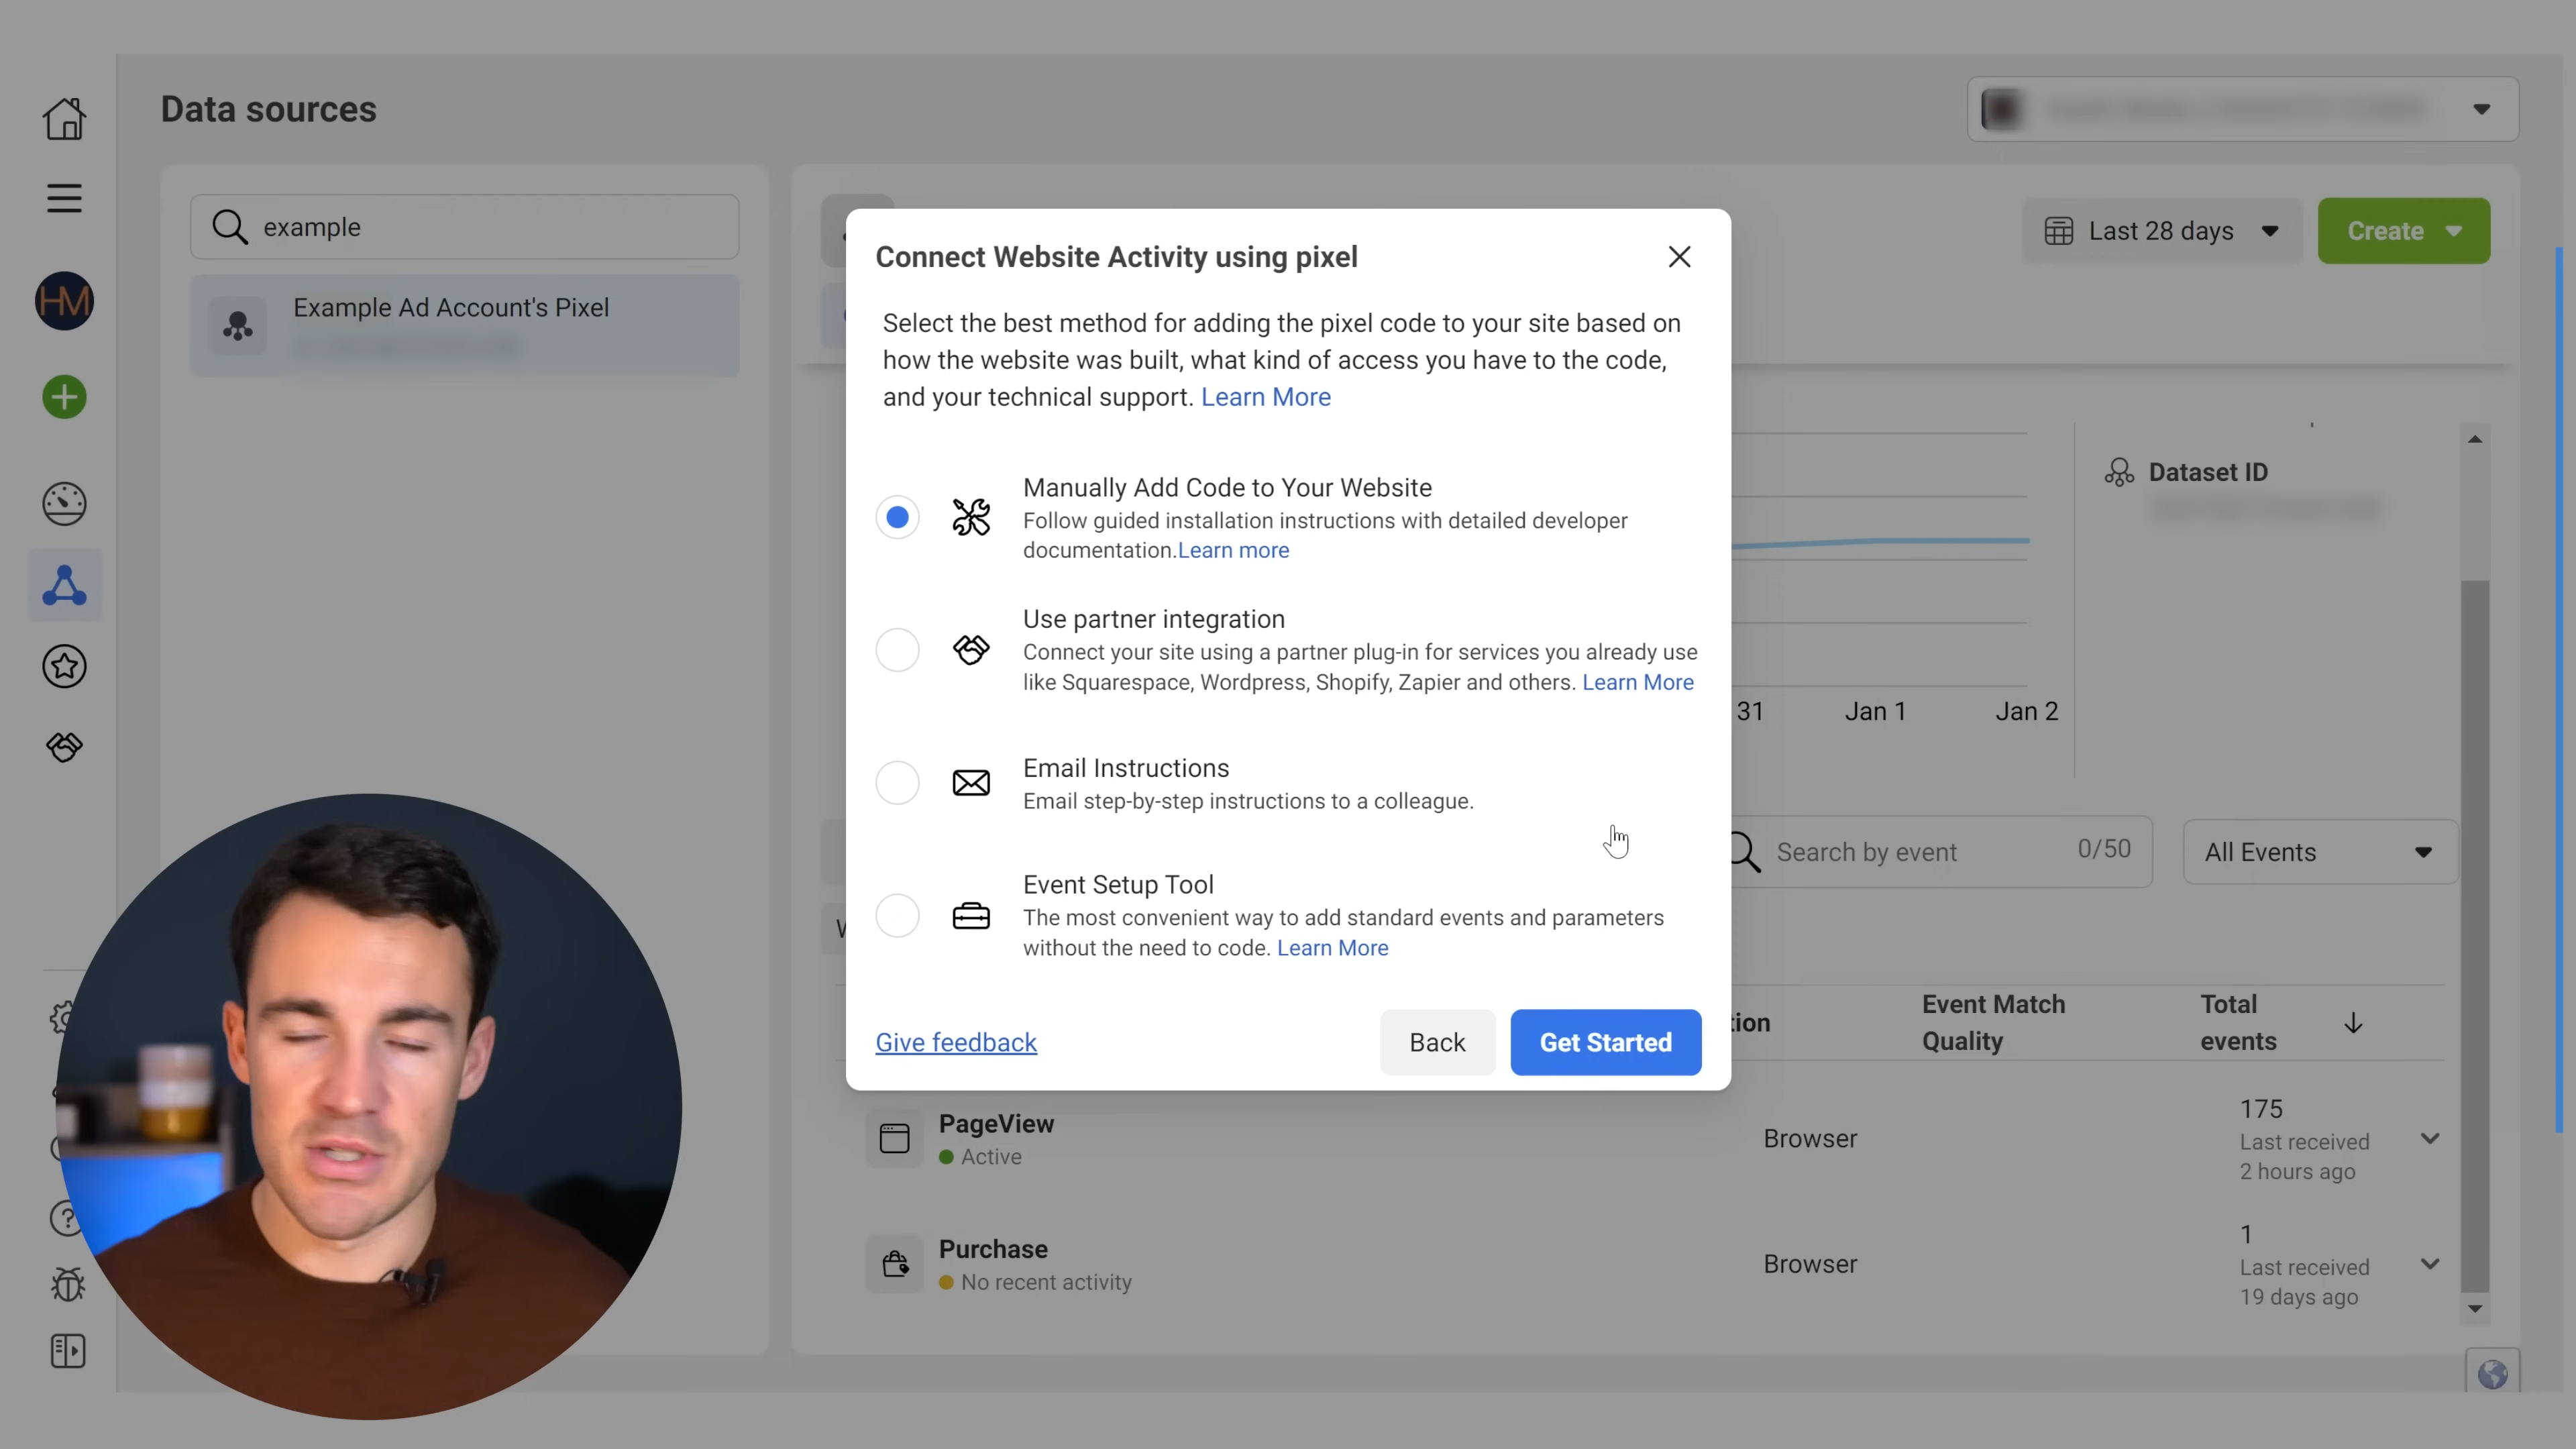 Data sources
example
HM
Example Ad Account's Pixel
Last 28 days
Create
Connect Website Activity using pixel
Select the best method for adding the pixel code to your site based on
how the website was built, what kind of access you have to the code,
and your technical support. Learn More
Manually Add Code to Your Website
Follow guided installation instructions with detailed developer
documentation.Learn more
Use partner integration
Connect your site using a partner plug-in for services you already use
like Squarespace, Wordpress, Shopify, Zapier and others. Learn More
Email Instructions
Email step-by-step instructions to a colleague.
Event Setup Tool
The most convenient way to add standard events and parameters
without the need to code. Learn More
Give feedback
Back
Get Started
Dataset ID
31
Jan 1
Jan 2
Search by event
0/50
All Events
tion
Event Match
Quality
Total
events
PageView
Active
Browser
175
Last received
2 hours ago
Purchase
No recent activity
Browser
1
Last received
19 days ago